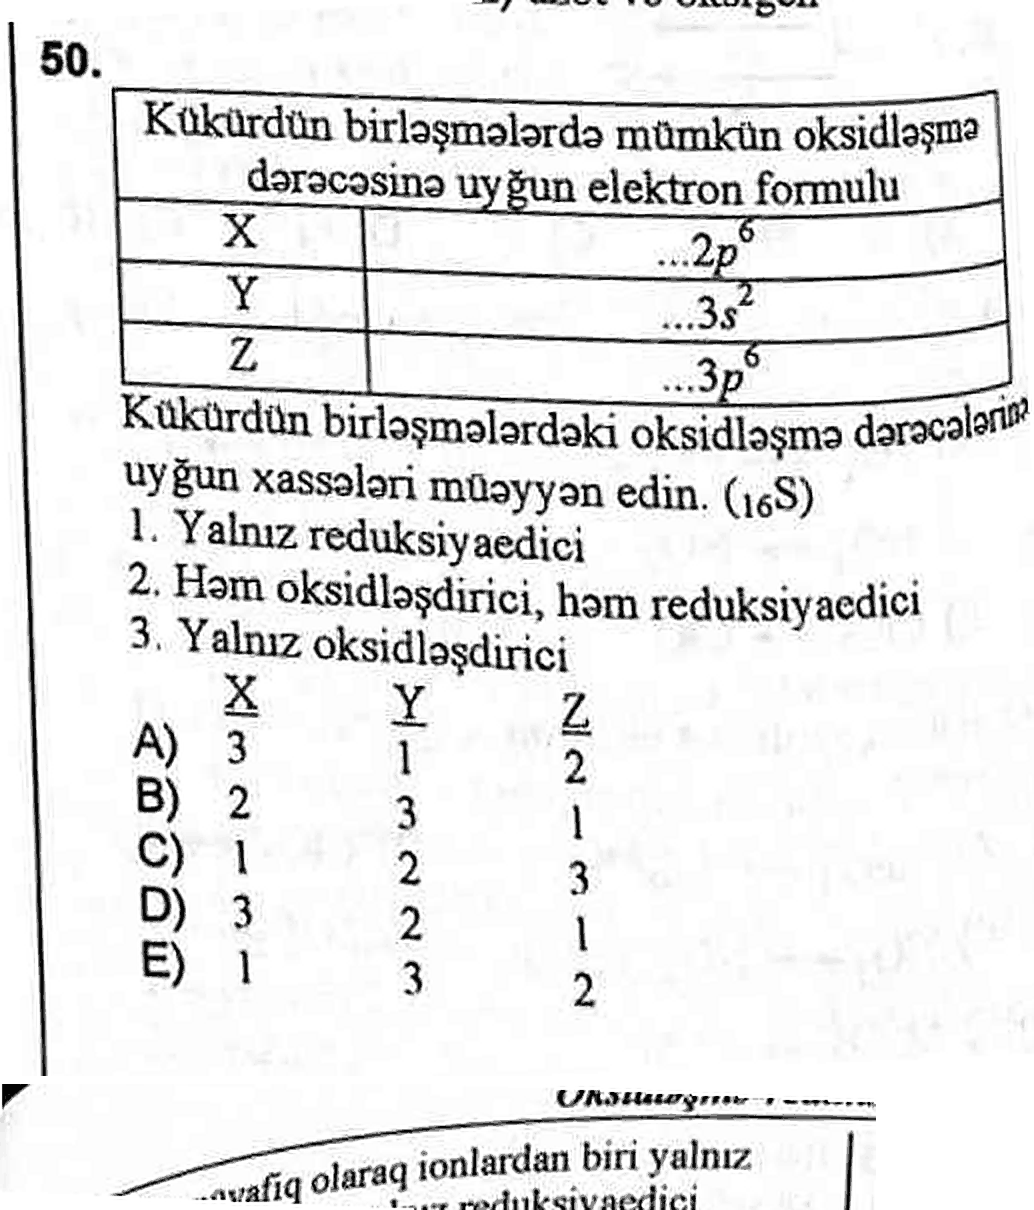 50.
Kükürdün birləşmələrdə mümkün oksidləşmə
dərəcəsinə uyğun elektron formulu
X ...2p⁶
Y ...3s²
Z ...3p⁶
Kükürdün birləşmələrdəki oksidləşmə dərəcələrinə
uyğun xassələri müəyyən edin. (₁₆S)
1. Yalnız reduksiyaedici
2. Həm oksidləşdirici, həm reduksiyaedici
3. Yalnız oksidləşdirici
X Y Z
A) 3 1 2
B) 2 3 1
C) 1 2 3
D) 3 2 1
E) 1 3 2
olaraq ionlardan biri yalnız
reduksiyaedici